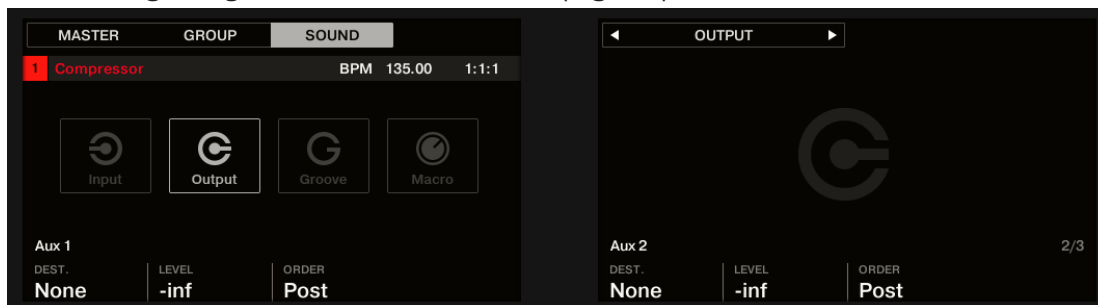 MASTER GROUP SOUND
1 Compressor BPM 135.00 1:1:1
Input Output Groove Macro
Aux 1
DEST. LEVEL ORDER
None -inf Post
OUTPUT
Aux 2 2/3
DEST. LEVEL ORDER
None -inf Post